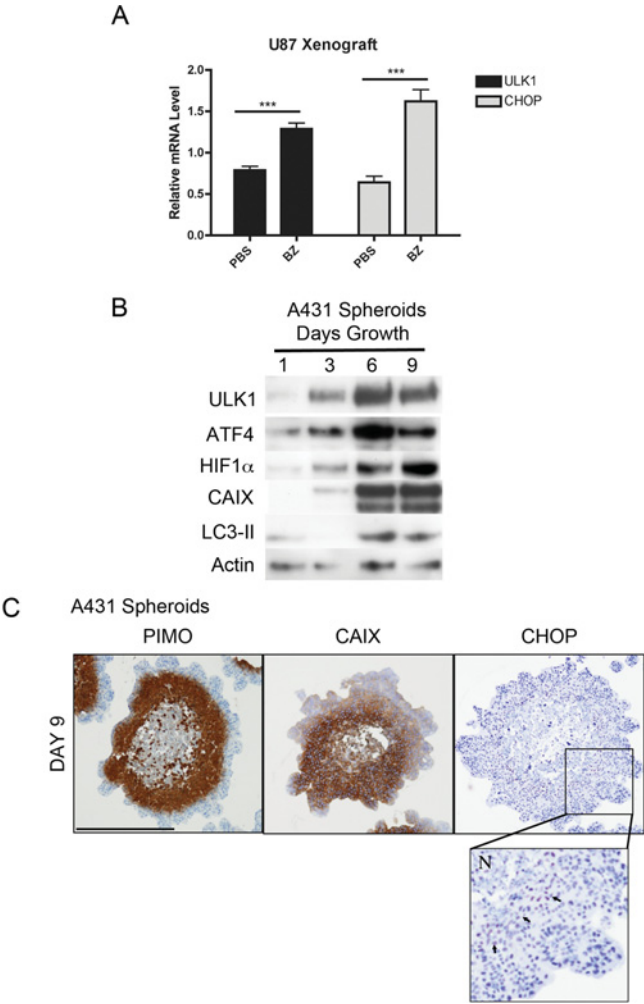 A
U87 Xenograft
Relative mRNA Level
2.0
1.5
1.0
0.5
0.0
***
***
PBS
BZ
PBS
BZ
ULK1
CHOP
B
A431 Spheroids
Days Growth
1 3 6 9
ULK1
ATF4
HIF1α
CAIX
LC3-II
Actin
C
A431 Spheroids
PIMO CAIX CHOP
DAY 9
N